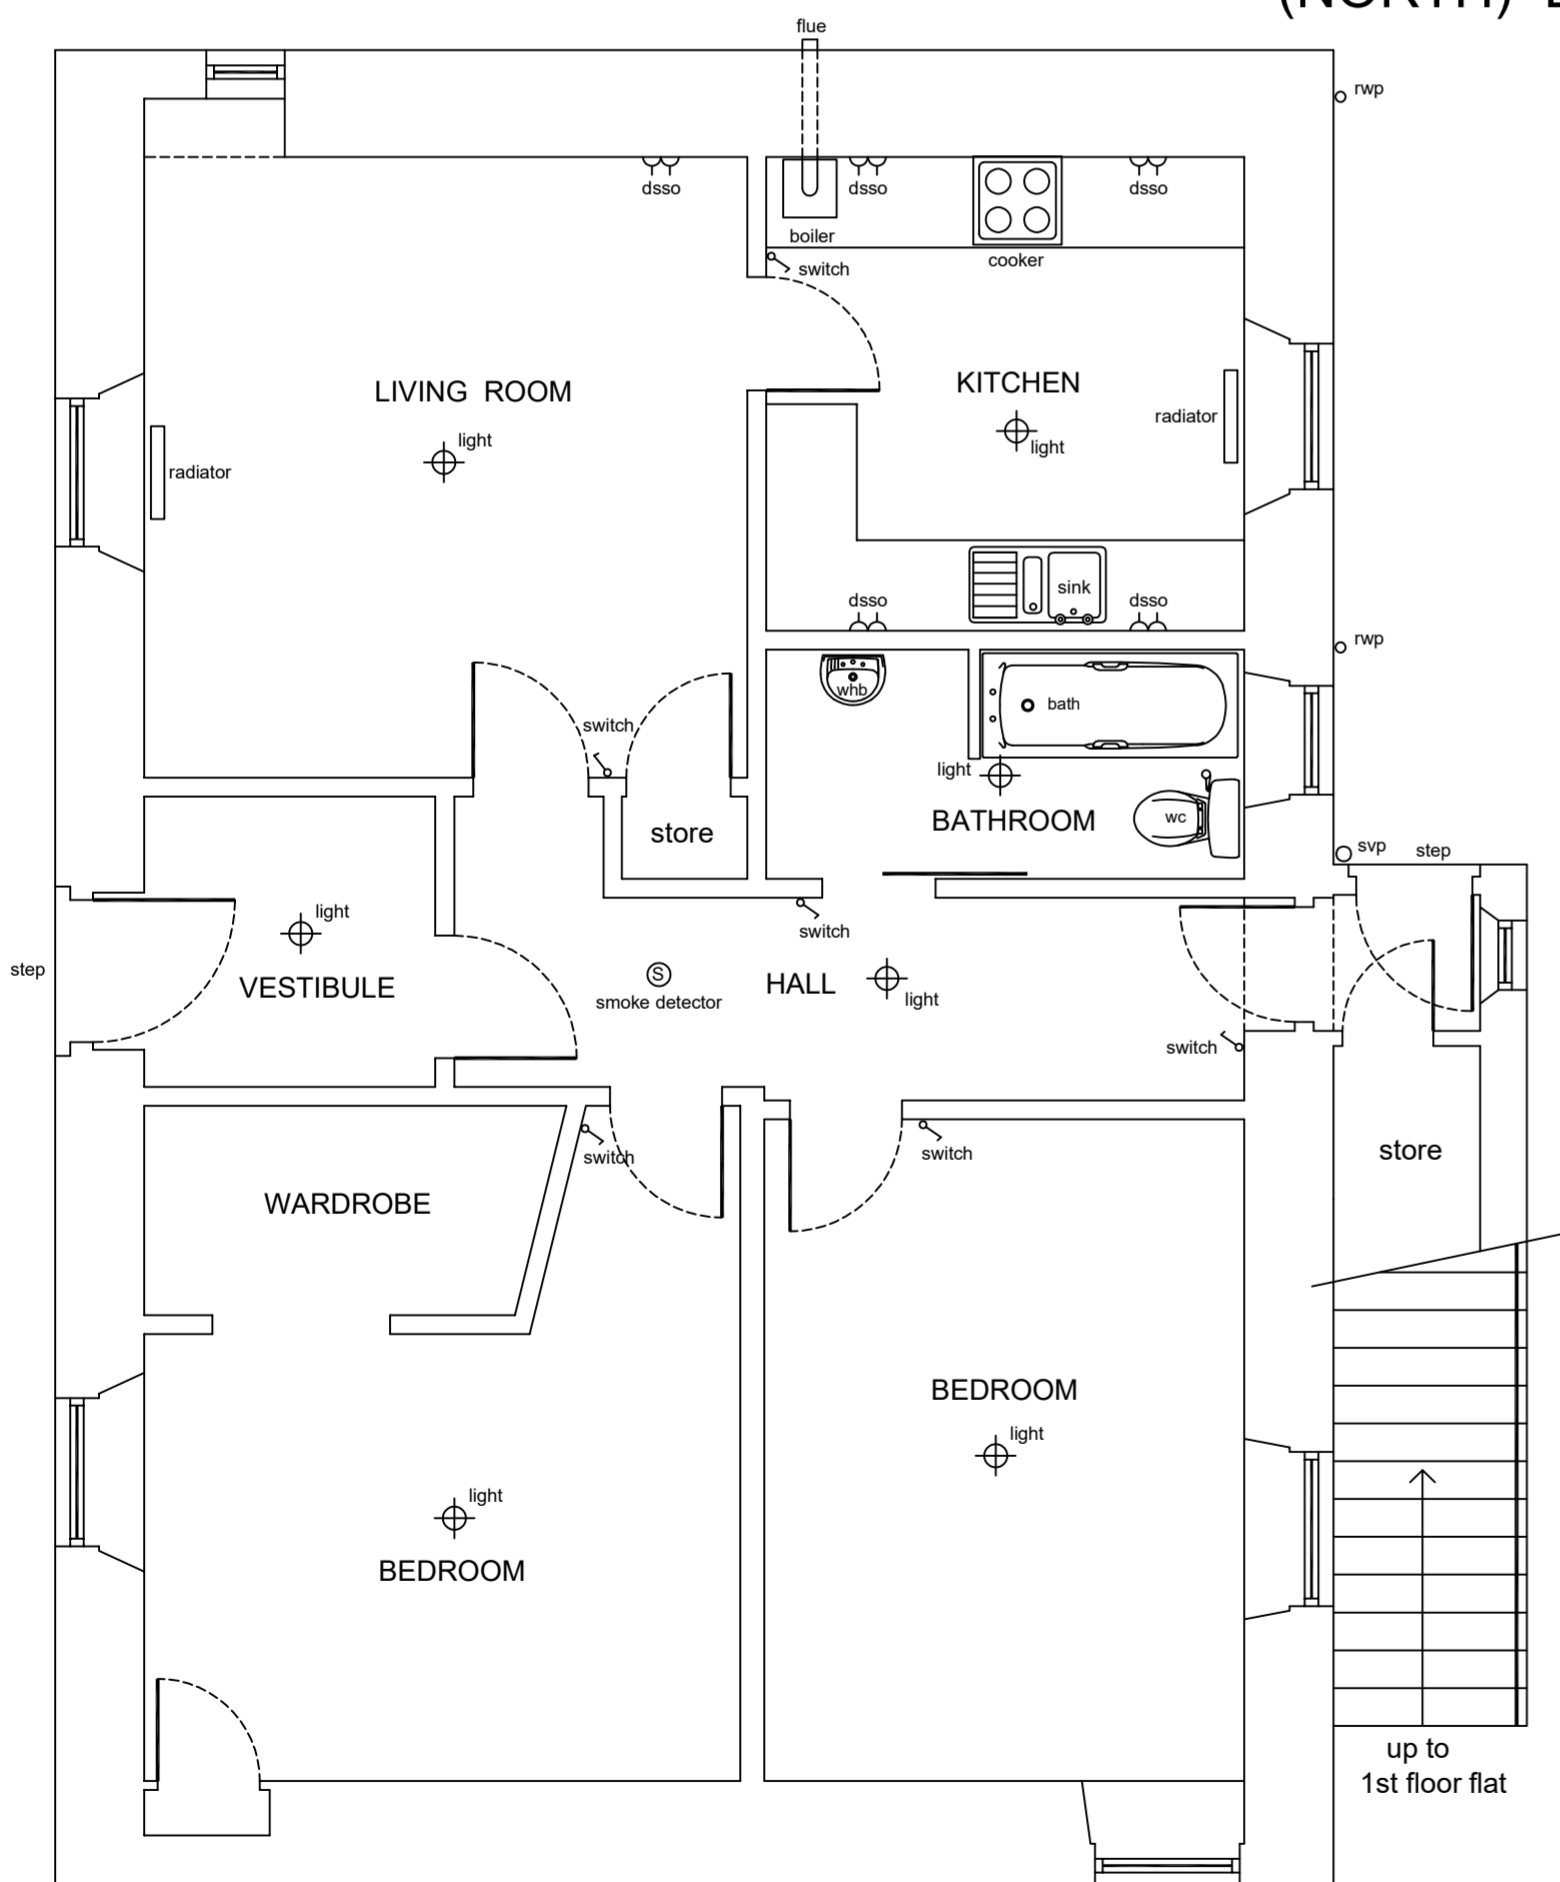 (NORTH)
flue
rwp
dsso
dsso
dsso
boiler
cooker
switch
LIVING ROOM
KITCHEN
light
light
radiator
radiator
sink
dsso
dsso
rwp
whb
bath
switch
light
BATHROOM
wc
store
svp
step
light
switch
step
VESTIBULE
S
HALL
smoke detector
light
switch
switch
switch
store
WARDROBE
BEDROOM
light
light
BEDROOM
up to
1st floor flat